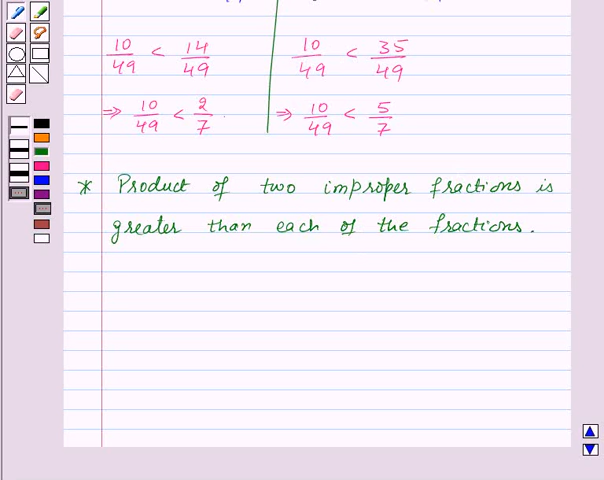 10/49 < 14/49 10/49 < 35/49
⇒ 10/49 < 2/7 . ⇒ 10/49 < 5/7
* Product of two improper fractions is
greater than each of the fractions.